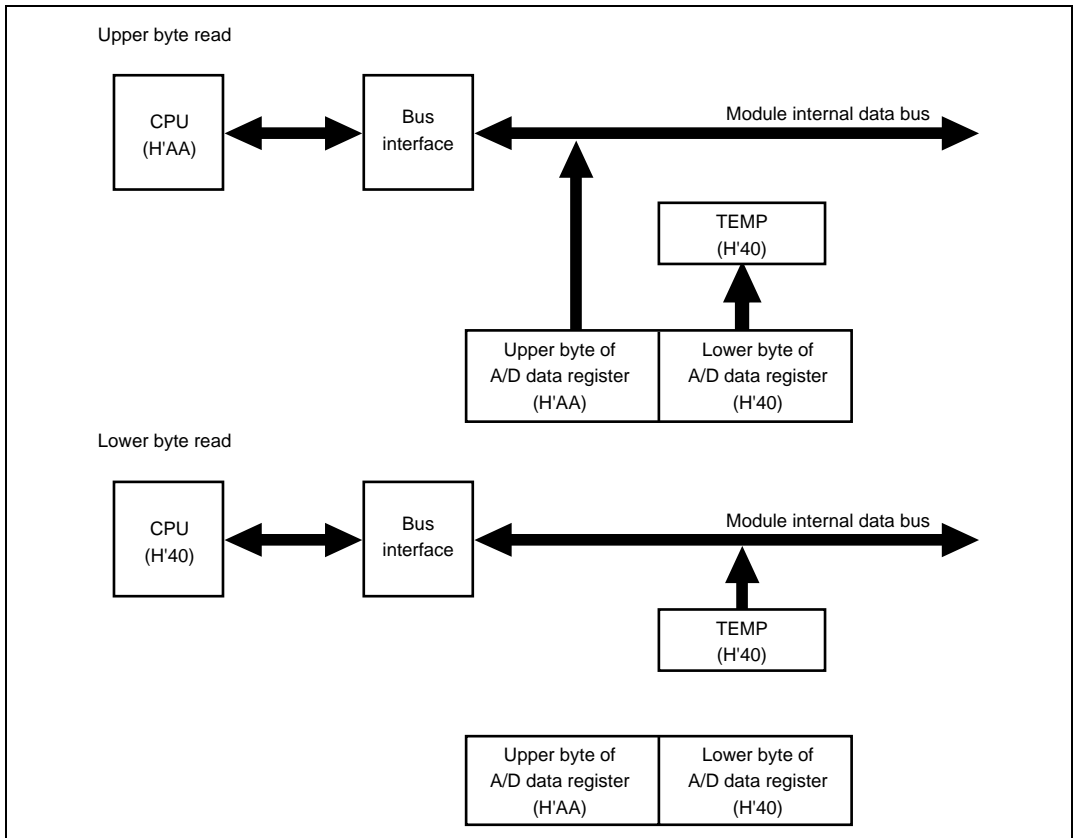 Upper byte read
CPU
(H'AA)
Bus
interface
Module internal data bus
TEMP
(H'40)
Upper byte of
A/D data register
(H'AA)
Lower byte of
A/D data register
(H'40)
Lower byte read
CPU
(H'40)
Bus
interface
Module internal data bus
TEMP
(H'40)
Upper byte of
A/D data register
(H'AA)
Lower byte of
A/D data register
(H'40)